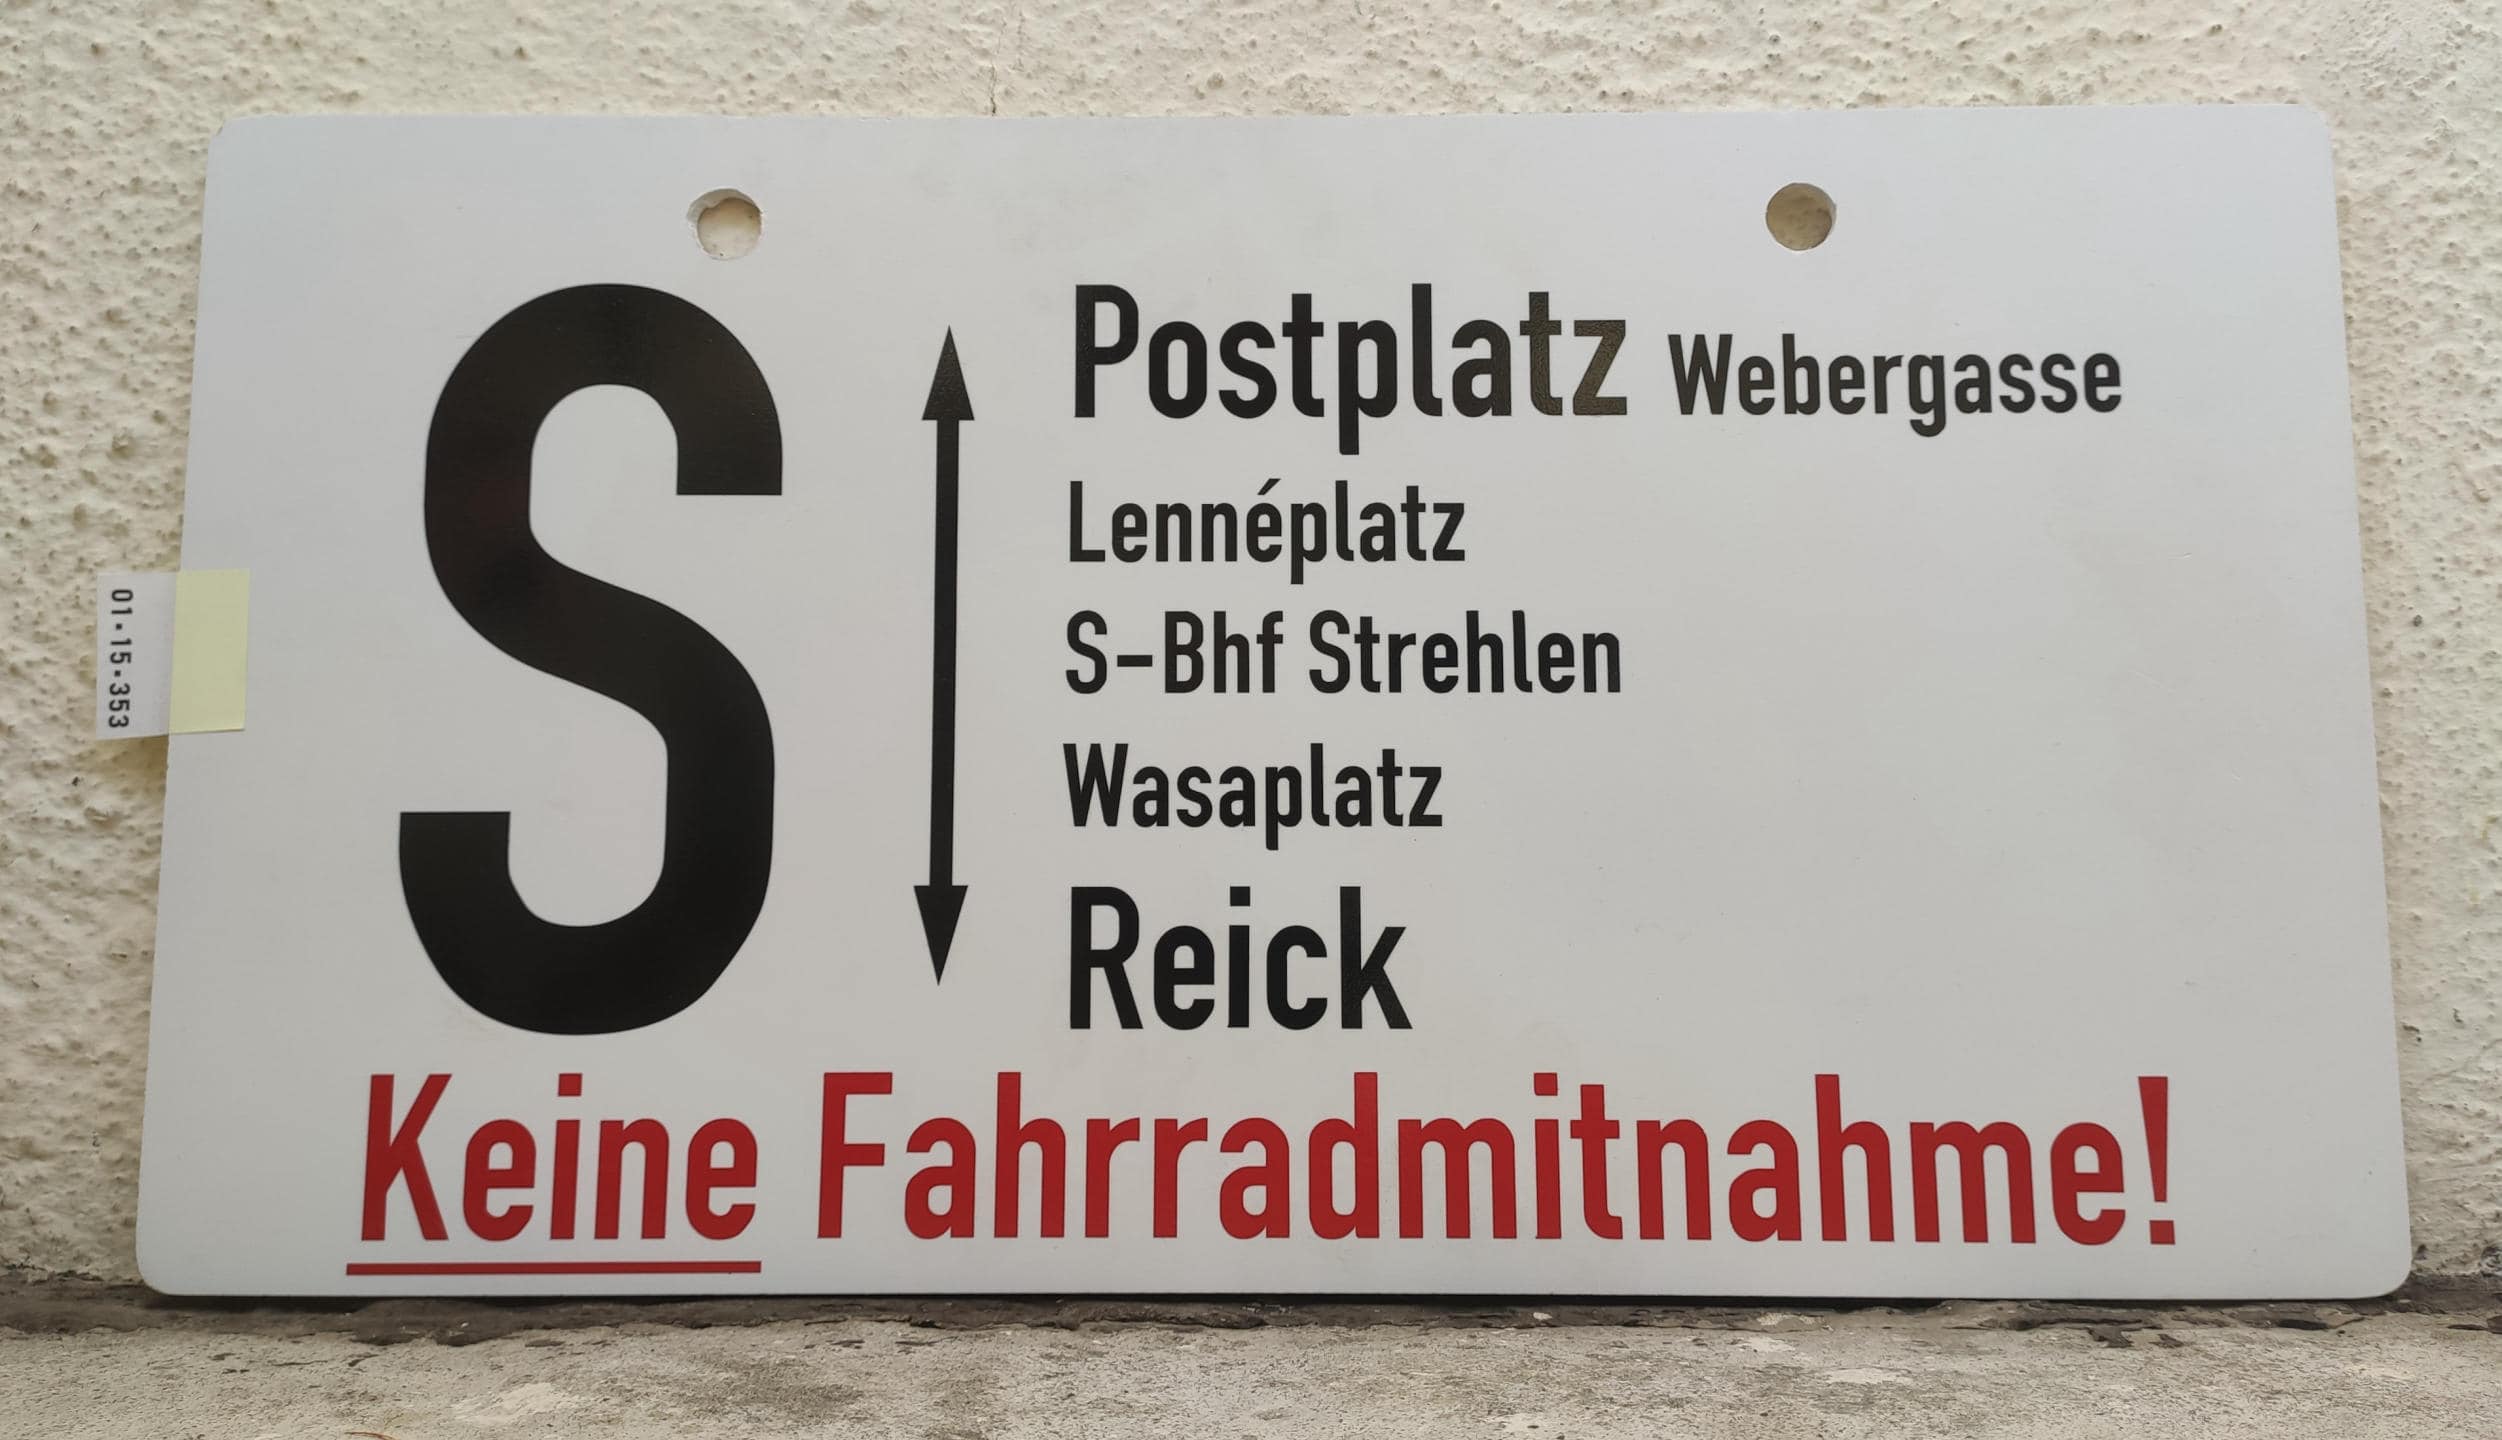 S
Postplatz Webergasse
Lennéplatz
S-Bhf Strehlen
Wasaplatz
Reick
Keine Fahrradmitnahme!
01·15·353